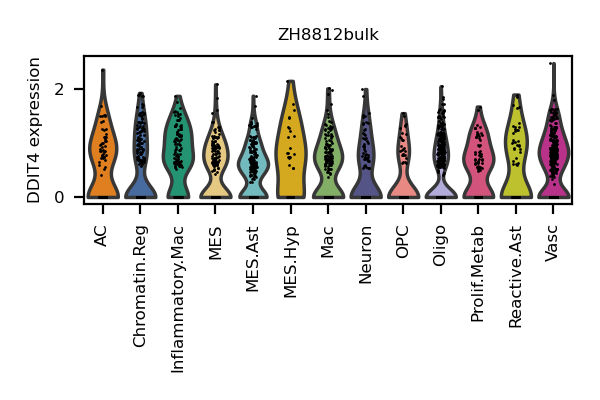 ZH8812bulk
DDIT4 expression
2
0
AC
Chromatin.Reg
Inflammatory.Mac
MES
MES.Ast
MES.Hyp
Mac
Neuron
OPC
Oligo
Prolif.Metab
Reactive.Ast
Vasc